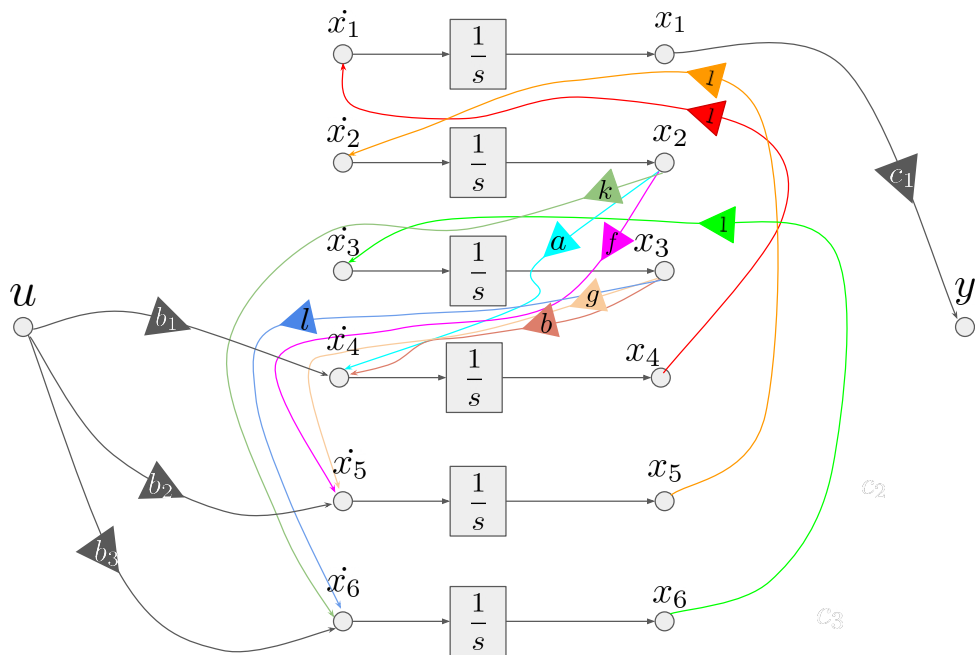 ẋ₁ 1/s x₁
1
1
ẋ₂ 1/s x₂
c₁
k
a f
1
ẋ₃ 1/s x₃
u
y
g
l b
b₁
ẋ₄ 1/s x₄
ẋ₅ 1/s x₅
b₂
c₂
b₃
ẋ₆ 1/s x₆
c₃